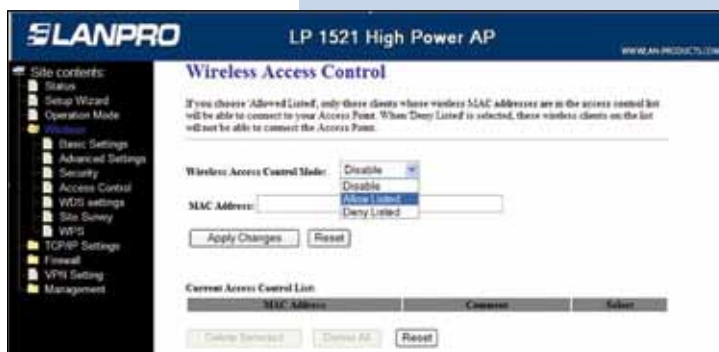 LANPRO
LP 1521 High Power AP
WWW.LAN-PRODUCTS.COM
Site contents:
Status
Setup Wizard
Operation Mode
Wireless
Basic Settings
Advanced Settings
Security
Access Control
WDS settings
Site Survey
WPS
TCP/IP Settings
Firewall
VPN Setting
Management
Wireless Access Control
If you choose 'Allowed Listed', only those clients whose wireless MAC Addresses are in the access control list
will be able to connect to your Access Point. When 'Deny Listed' is selected, these wireless clients on the list
will not be able to connect the Access Point.
Wireless Access Control Mode: Disable
Disable
Allow Listed
Deny Listed
MAC Address:
Apply Changes Reset
Current Access Control List:
MAC Address Comment Select
Delete Selected Delete All Reset